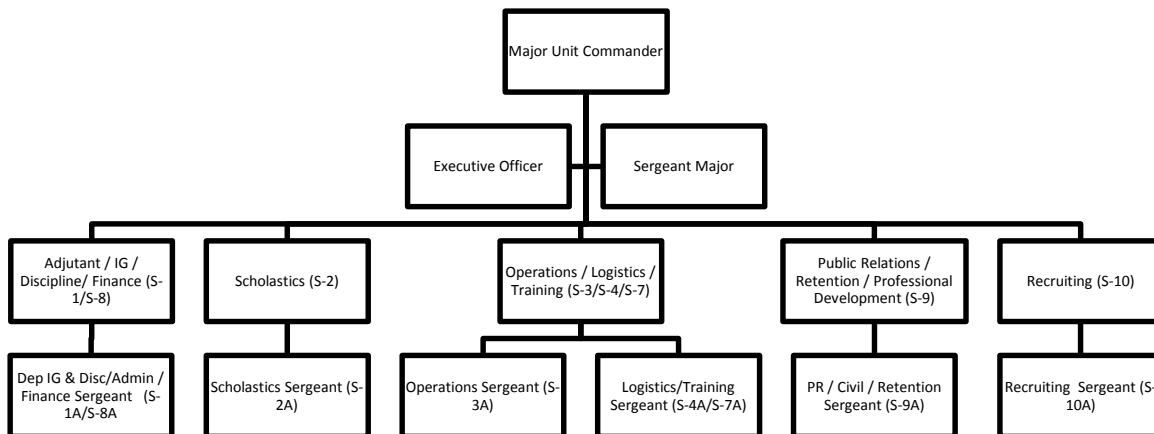 Major Unit Commander
Executive Officer
Sergeant Major
Adjutant / IG /
Discipline/ Finance (S-
1/S-8)
Scholastics (S-2)
Operations / Logistics /
Training (S-3/S-4/S-7)
Public Relations /
Retention / Professional
Development (S-9)
Recruiting (S-10)
Dep IG & Disc/Admin /
Finance Sergeant (S-
1A/S-8A
Scholastics Sergeant (S-
2A)
Operations Sergeant (S-
3A)
Logistics/Training
Sergeant (S-4A/S-7A)
PR / Civil / Retention
Sergeant (S-9A)
Recruiting Sergeant (S-
10A)